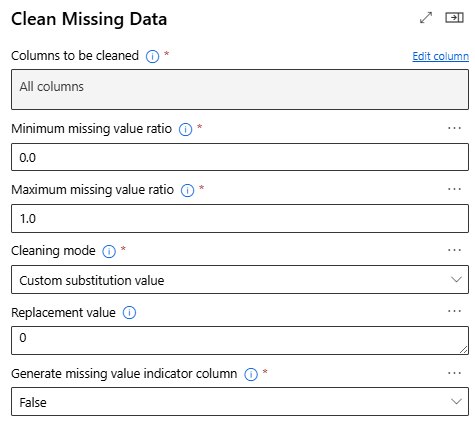 Clean Missing Data
Columns to be cleaned *
Edit column
All columns
Minimum missing value ratio *
0.0
Maximum missing value ratio *
1.0
Cleaning mode *
Custom substitution value
Replacement value
0
Generate missing value indicator column *
False